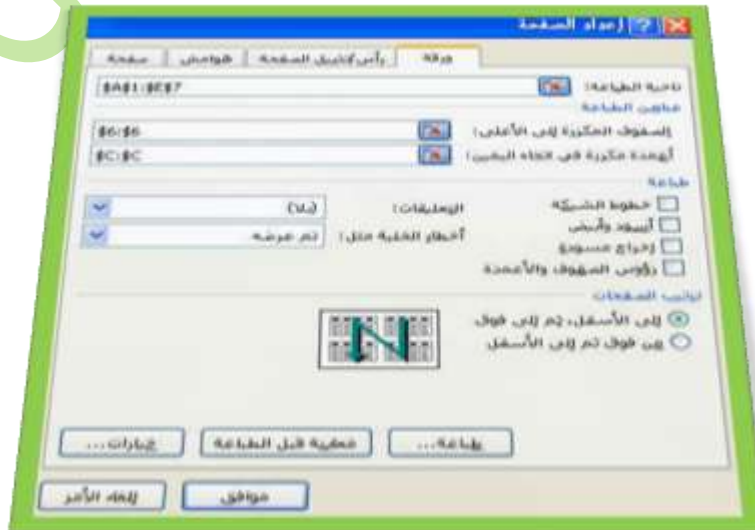 إعداد الصفحة
ورقة
رأس/تذييل الصفحة
هوامش
صفحة
ناحية الطباعة:
$A$1:$E$7
عناوين الطباعة
الصفوف المكررة إلى الأعلى:
$6:$6
أعمدة مكررة في اتجاه اليمين:
$C:$C
طباعة
خطوط الشبكة
التعليقات:
(بلا)
أسود وأبيض
أخطاء الخلية مثل:
تم عرضه
إخراج مسودة
رؤوس الصفوف والأعمدة
ترتيب الصفحات
إلى الأسفل، ثم إلى فوق
من فوق ثم إلى الأسفل
طباعة...
معاينة قبل الطباعة
خيارات...
موافق
إلغاء الأمر